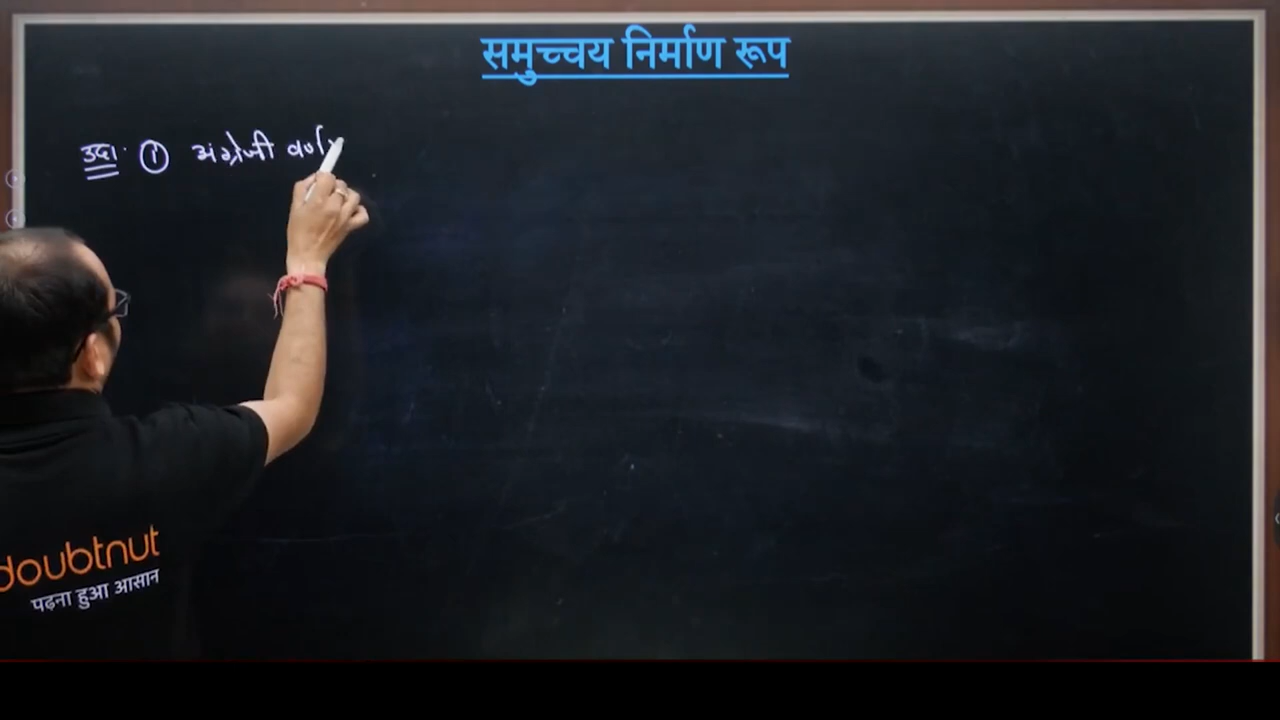 समुच्चय निर्माण रूप
उदा. ① अंग्रेजी वर्ण
doubtnut
पढ़ना हुआ आसान